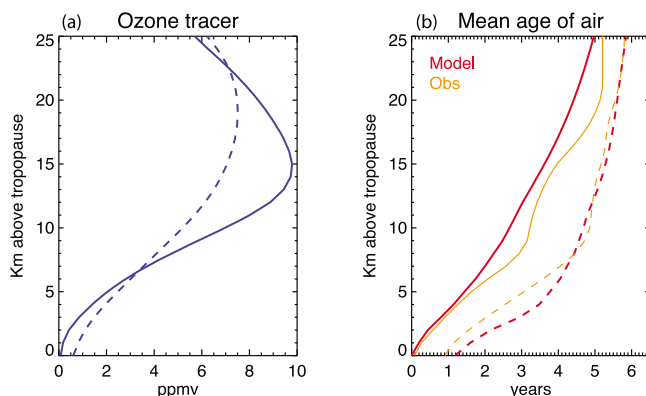 (a) Ozone tracer
25
20
15
10
5
0
Km above tropopause
0 2 4 6 8 10
ppmv
(b) Mean age of air
Model
Obs
25
20
15
10
5
0
Km above tropopause
0 1 2 3 4 5 6
years